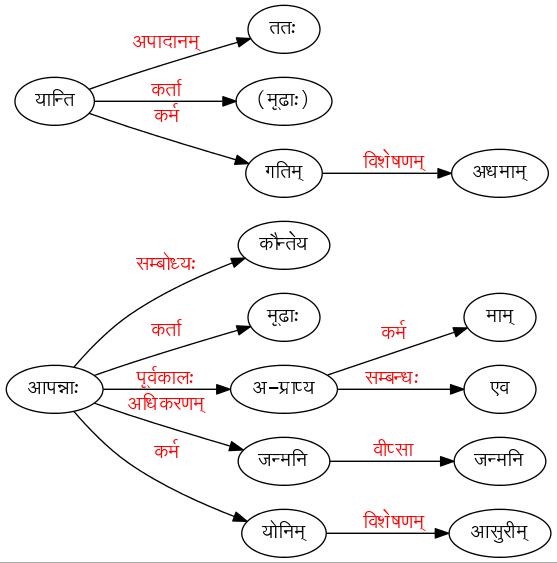 ततः
अपादानम्
यान्ति
कर्ता
(मूढाः)
कर्म
गतिम्
विशेषणम्
अधमाम्
कौन्तेय
सम्बोध्यः
मूढाः
माम्
कर्ता
कर्म
आपन्नाः
पूर्वकालः
अ-प्राप्य
सम्बन्धः
एव
अधिकरणम्
जन्मनि
वीप्सा
जन्मनि
कर्म
योनिम्
विशेषणम्
आसुरीम्